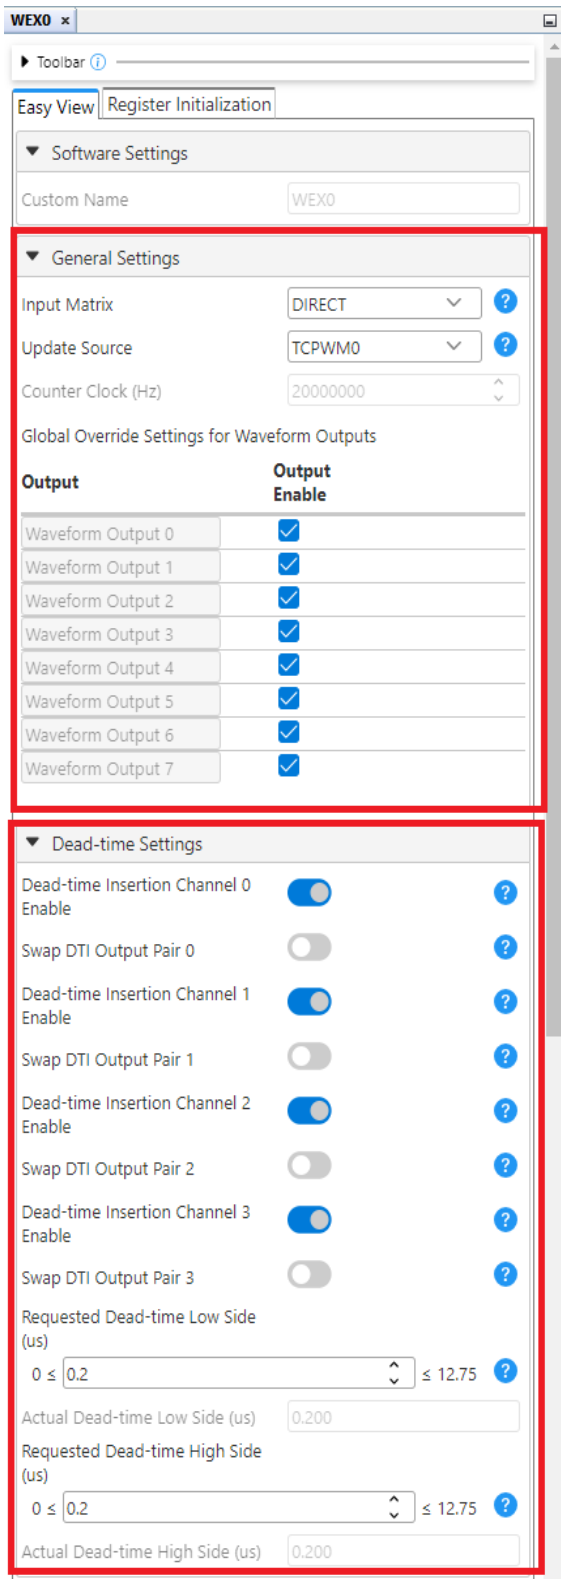 WEX0 ×
Toolbar
Easy View Register Initialization
Software Settings
Custom Name WEX0
General Settings
Input Matrix DIRECT ?
Update Source TCPWM0 ?
Counter Clock (Hz) 20000000
Global Override Settings for Waveform Outputs
Output Output
Enable
Waveform Output 0
Waveform Output 1
Waveform Output 2
Waveform Output 3
Waveform Output 4
Waveform Output 5
Waveform Output 6
Waveform Output 7
Dead-time Settings
Dead-time Insertion Channel 0
Enable ?
Swap DTI Output Pair 0 ?
Dead-time Insertion Channel 1
Enable ?
Swap DTI Output Pair 1 ?
Dead-time Insertion Channel 2
Enable ?
Swap DTI Output Pair 2 ?
Dead-time Insertion Channel 3
Enable ?
Swap DTI Output Pair 3 ?
Requested Dead-time Low Side
(us)
0 ≤ 0.2 ≤ 12.75 ?
Actual Dead-time Low Side (us) 0.200
Requested Dead-time High Side
(us)
0 ≤ 0.2 ≤ 12.75 ?
Actual Dead-time High Side (us) 0.200